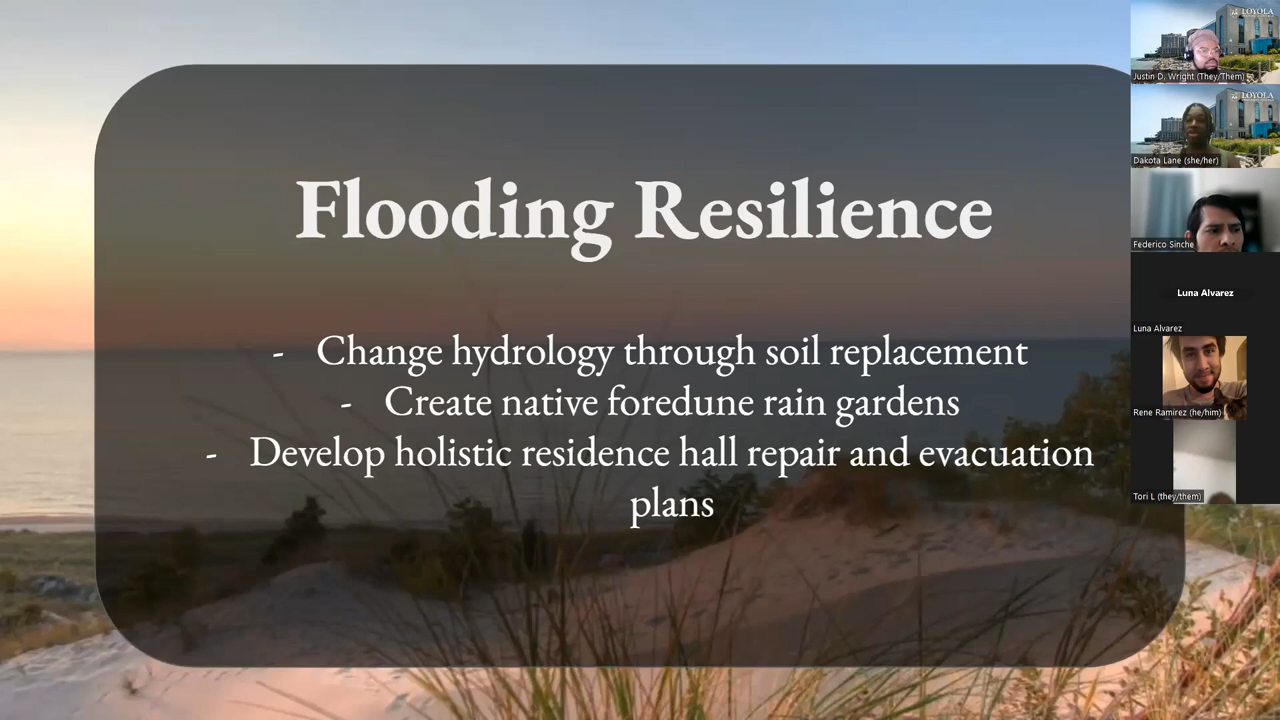 Flooding Resilience
- Change hydrology through soil replacement
- Create native foredune rain gardens
- Develop holistic residence hall repair and evacuation
plans
LOYOLA
Justin D. Wright (They/Them)
LOYOLA
Dakota Lane (she/her)
Federico Sinche
Luna Alvarez
Luna Alvarez
Rene Ramirez (he/him)
Tori L (they/them)